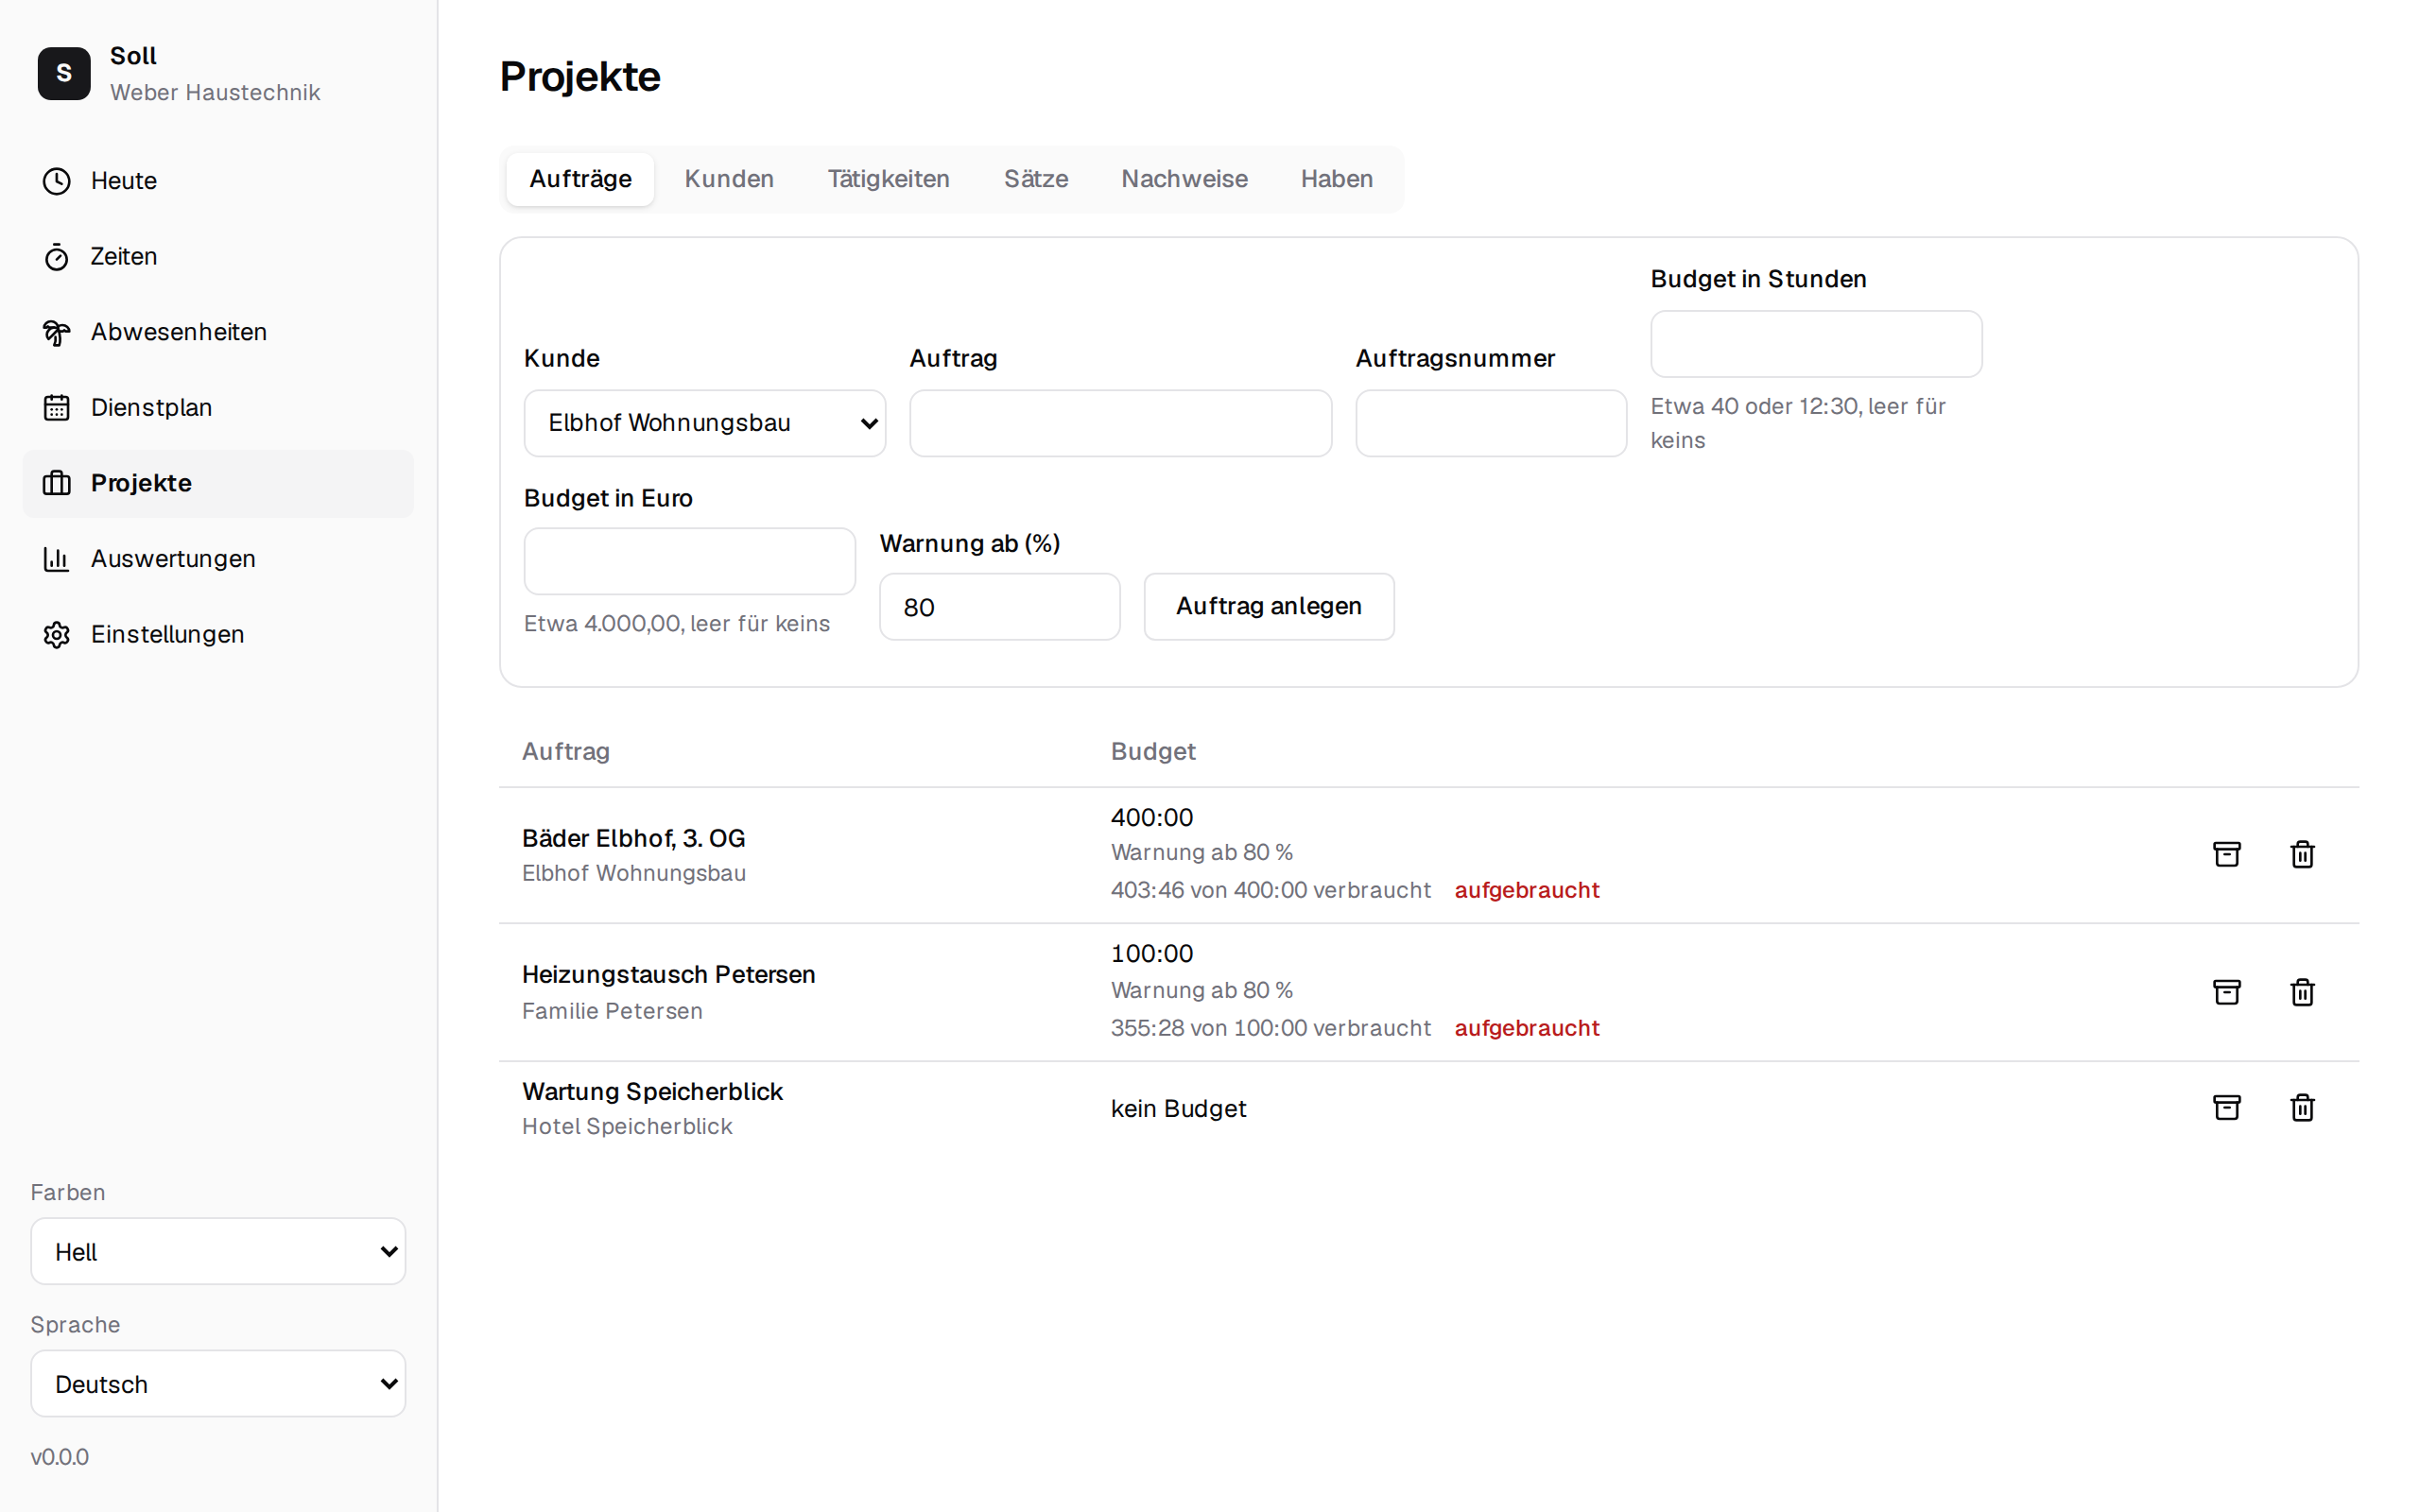 S
Soll
Weber Haustechnik
Heute
Zeiten
Abwesenheiten
Dienstplan
Projekte
Auswertungen
Einstellungen
Farben
Hell
Sprache
Deutsch
v0.0.0
Projekte
Aufträge Kunden Tätigkeiten Sätze Nachweise Haben
Kunde
Elbhof Wohnungsbau
Auftrag
Auftragsnummer
Budget in Stunden
Etwa 40 oder 12:30, leer für
keins
Budget in Euro
Etwa 4.000,00, leer für keins
Warnung ab (%)
80
Auftrag anlegen
Auftrag Budget
Bäder Elbhof, 3. OG
Elbhof Wohnungsbau
400:00
Warnung ab 80 %
403:46 von 400:00 verbraucht aufgebraucht
Heizungstausch Petersen
Familie Petersen
100:00
Warnung ab 80 %
355:28 von 100:00 verbraucht aufgebraucht
Wartung Speicherblick
Hotel Speicherblick
kein Budget